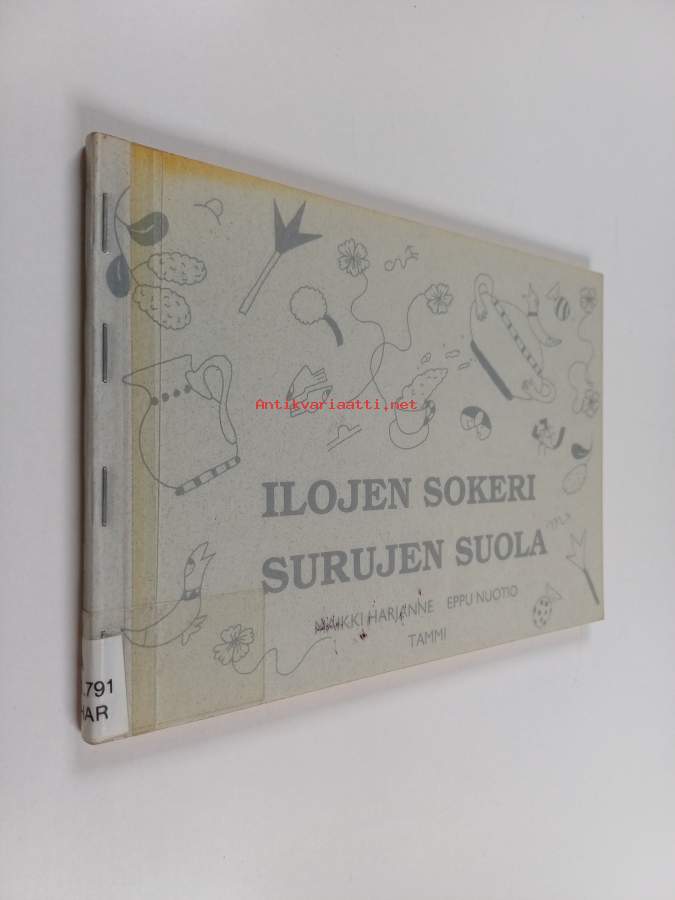 Antikvariaatti.net
ILOJEN SOKERI
SURUJEN SUOLA
HARJANNE EPPU NUOTIO
TAMMI
.791
HAR